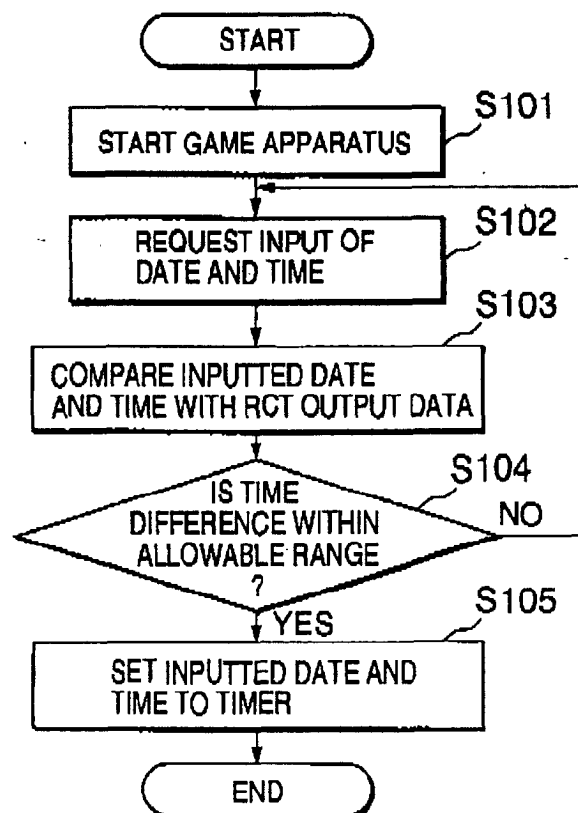 START
S101
START GAME APPARATUS
S102
REQUEST INPUT OF
DATE AND TIME
S103
COMPARE INPUTTED DATE
AND TIME WITH RCT OUTPUT DATA
S104
IS TIME
DIFFERENCE WITHIN
ALLOWABLE RANGE
?
NO
YES
S105
SET INPUTTED DATE AND
TIME TO TIMER
END